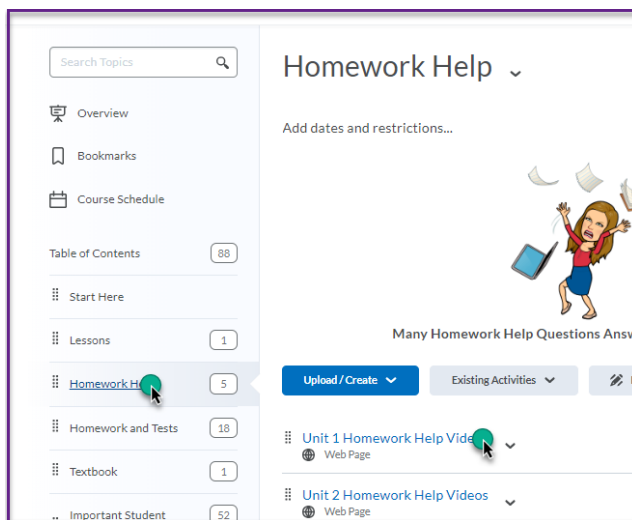 Search Topics
Overview
Bookmarks
Course Schedule
Table of Contents
88
Start Here
Lessons
1
Homework
5
Homework and Tests
18
Textbook
1
Important Student
52
Homework Help
Add dates and restrictions...
Many Homework Help Questions
Upload / Create
Existing Activities
Unit 1 Homework Help
Web Page
Unit 2 Homework Help Videos
Web Page